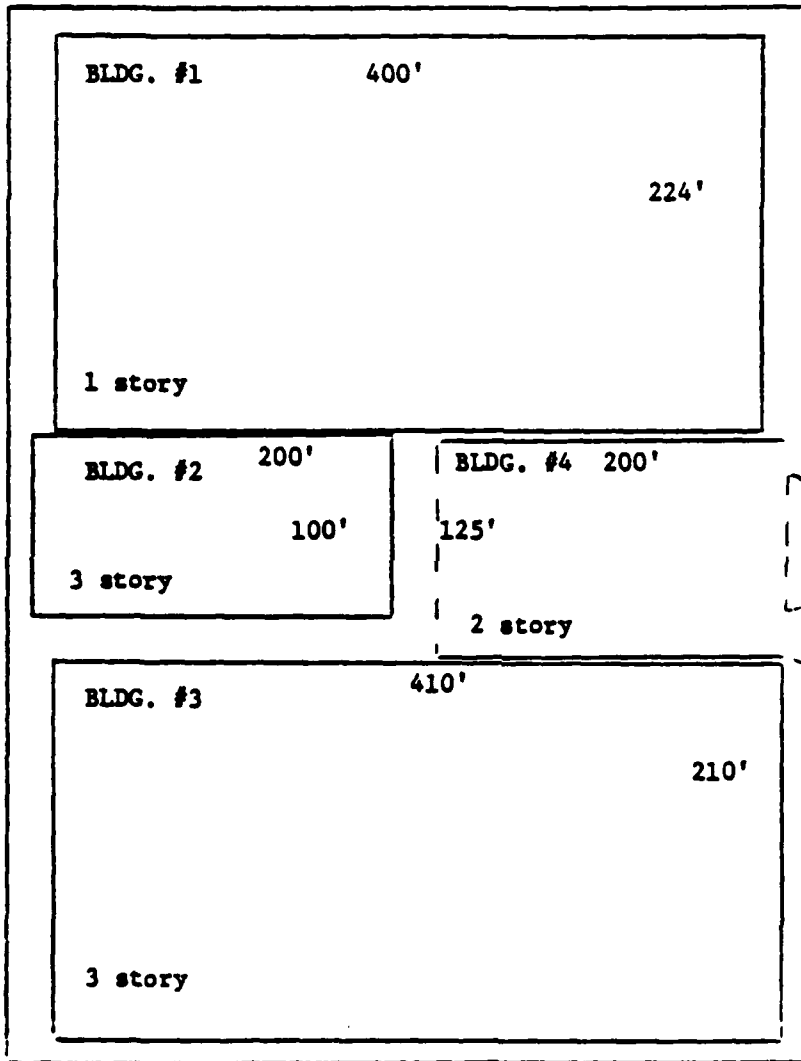 BLDG. #1 400'
224'
1 story
BLDG. #2 200'
100'
3 story
BLDG. #4 200'
125'
2 story
BLDG. #3 410'
210'
3 story